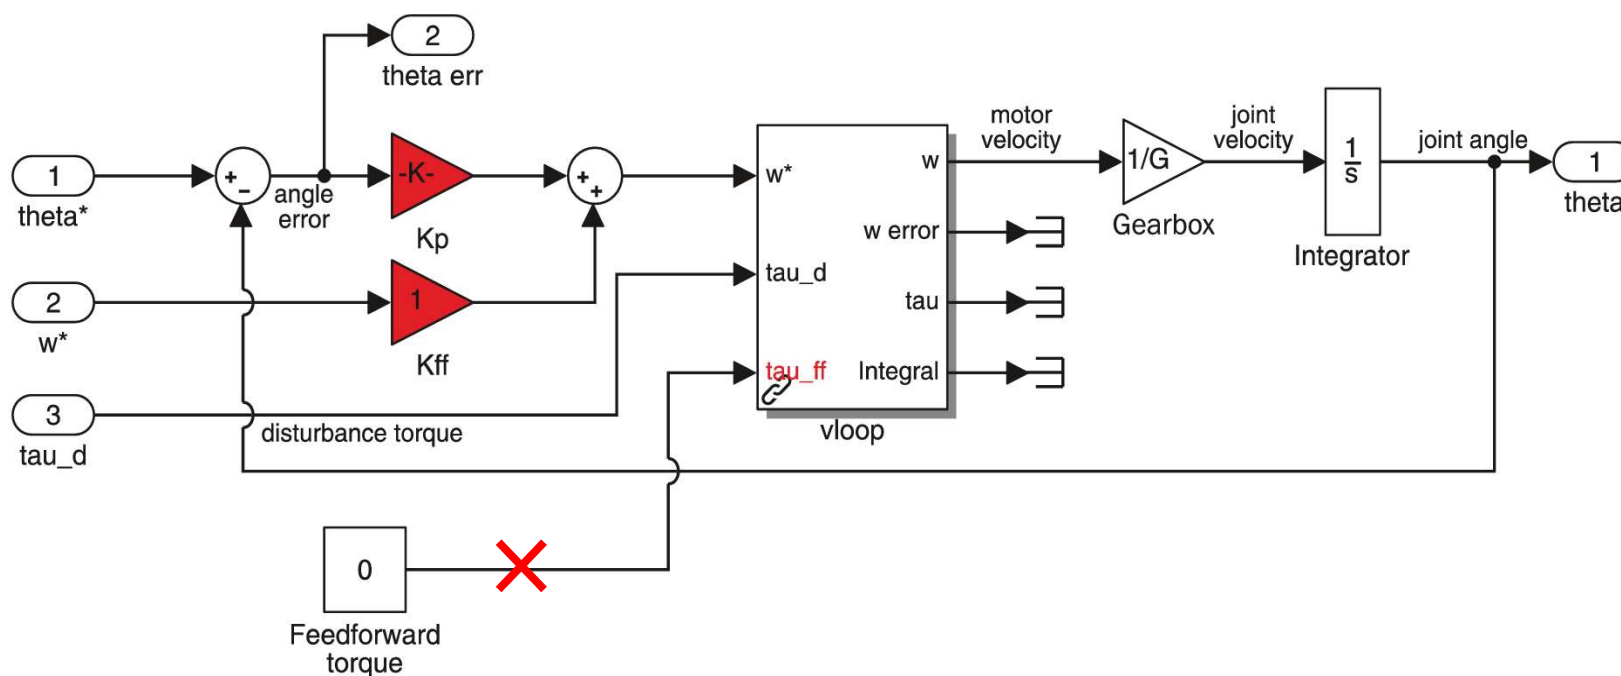 2
theta err
1
theta*
+
−
angle
error
-K-
Kp
+
+
2
w*
1
Kff
3
tau_d
disturbance torque
w*
tau_d
tau_ff
w
w error
tau
Integral
vloop
motor
velocity
1/G
Gearbox
joint
velocity
1
s
Integrator
joint angle
1
theta
0
Feedforward
torque